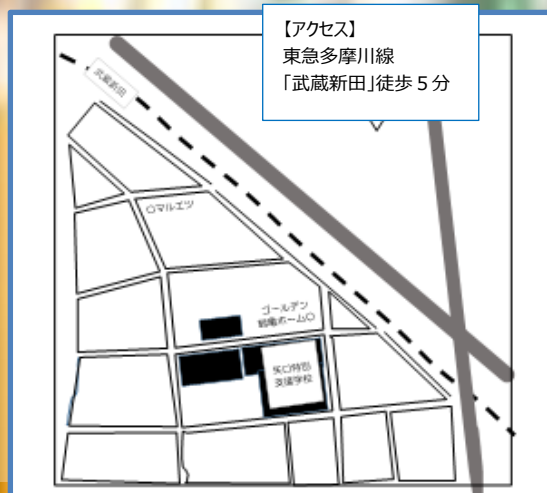 【アクセス】
東急多摩川線
「武蔵新田」徒歩５分
武蔵新田
○マルエツ
ゴールデン
鶴亀ホーム○
矢口特別
支援学校